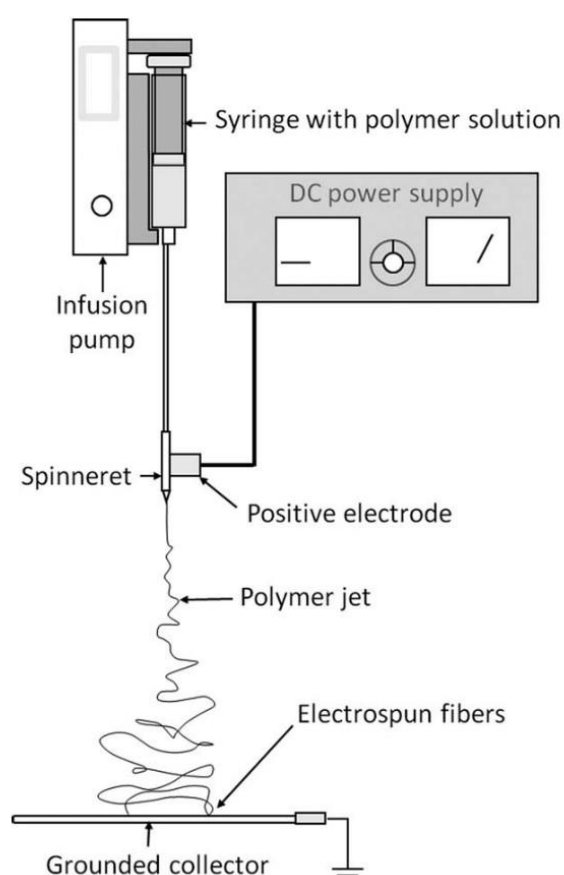 Syringe with polymer solution
DC power supply
Infusion
pump
Spinneret
Positive electrode
Polymer jet
Electrospun fibers
Grounded collector